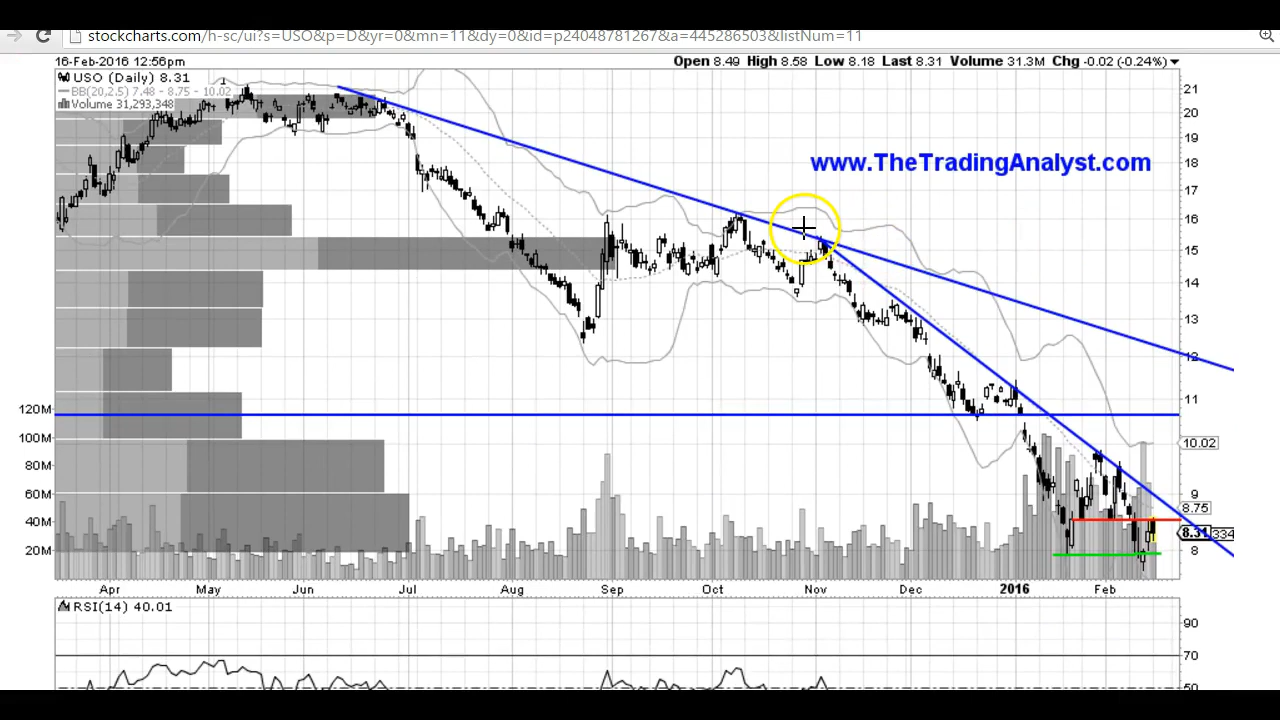 stockcharts.com/h-sc/ui?s=USO&p=D&yr=0&mn=11&dy=0&id=p24048781267&a=445286503&listNum=11
16-Feb-2016 12:56pm Open 8.49 High 8.58 Low 8.18 Last 8.31 Volume 31.3M Chg -0.02 (-0.24%)
USO (Daily) 8.31
BB(20,2.5) 7.48 - 8.75 - 10.02
Volume 31,293,348
www.TheTradingAnalyst.com
21
20
19
18
17
16
15
14
13
12
11
10.02
9
8.75
8.31
8
120M
100M
80M
60M
40M
20M
Apr May Jun Jul Aug Sep Oct Nov Dec 2016 Feb
RSI(14) 40.01
90
70
50